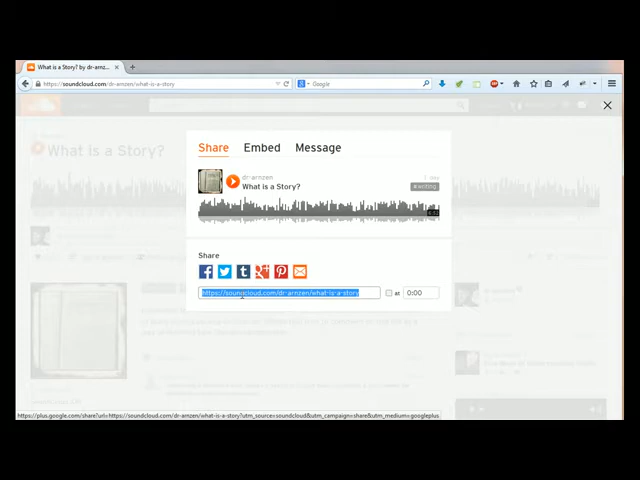 What is a Story? by dr-arnzen
https://soundcloud.com/dr-arnzen/what-is-a-story
Google
What is a Story?
Share Embed Message
dr-arnzen
1 day
What is a Story?
#writing
Share
https://soundcloud.com/dr-arnzen/what-is-a-story
at 0:00
https://plus.google.com/share?url=https://soundcloud.com/dr-arnzen/what-is-a-story?utm_source=soundcloud&utm_campaign=share&utm_medium=googleplus